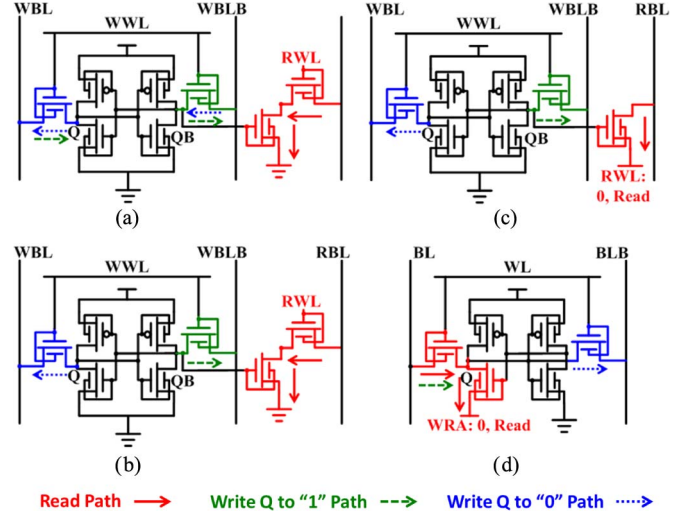 WBL WBLB WBL WBLB RBL
WWL WWL
RWL
Q QB Q QB
RWL:
0, Read
(a) (c)
WBL WBLB RBL BL BLB
WWL WL
RWL
Q QB Q
WRA: 0, Read
(b) (d)
Read Path Write Q to “1” Path Write Q to “0” Path